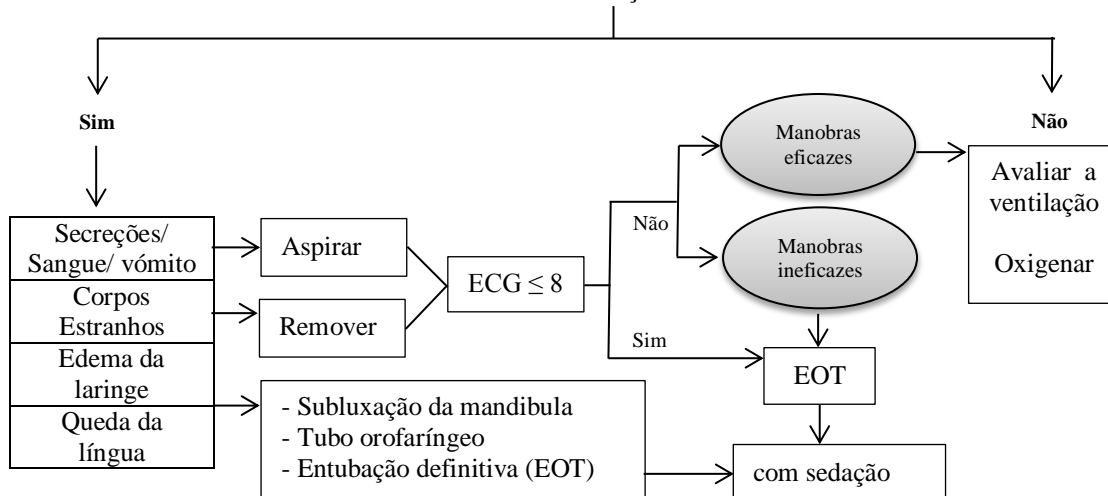 Sim
Não
Manobras
eficazes
Avaliar a
ventilação
Oxigenar
Secreções/
Sangue/ vómito
Corpos
Estranhos
Edema da
laringe
Queda da
língua
Aspirar
Remover
ECG ≤ 8
Não
Sim
Manobras
ineficazes
EOT
- Subluxação da mandibula
- Tubo orofaríngeo
- Entubação definitiva (EOT)
com sedação